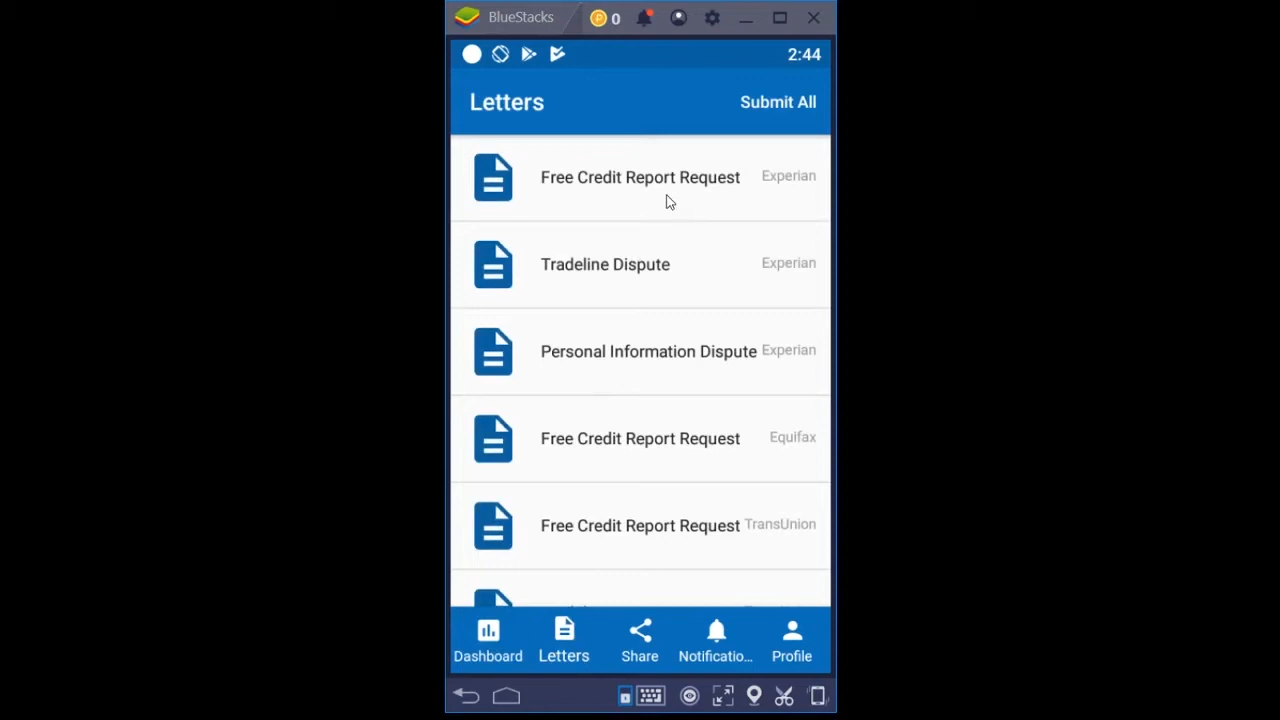 BlueStacks
0
2:44
Letters
Submit All
Free Credit Report Request
Experian
Tradeline Dispute
Experian
Personal Information Dispute
Experian
Free Credit Report Request
Equifax
Free Credit Report Request
TransUnion
Dashboard
Letters
Share
Notificatio...
Profile